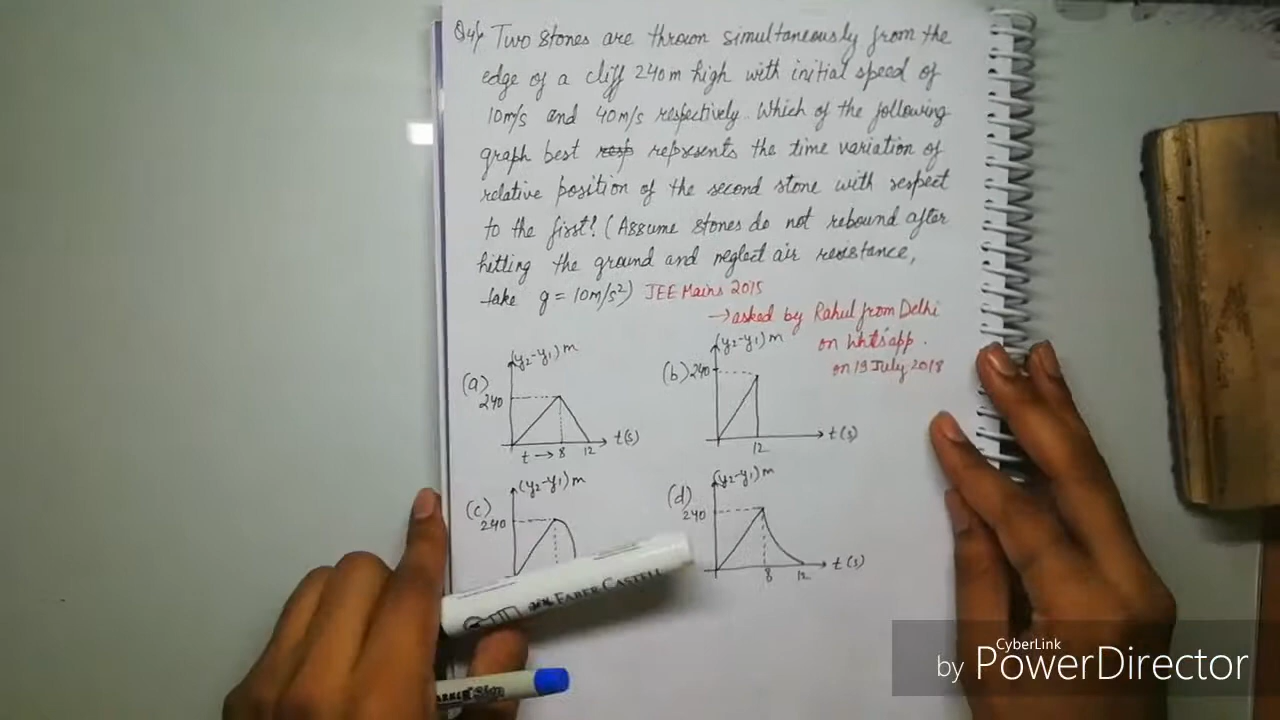 Q4) Two stones are thrown simultaneously from the
edge of a cliff 240m high with initial speed of
10m/s and 40m/s respectively. Which of the following
graph best resp represents the time variation of
relative position of the second stone with respect
to the first? (Assume stones do not rebound after
hitting the ground and neglect air resistance,
take g = 10m/s²) JEE Mains 2015
→ asked by Rahul from Delhi
on Whtsapp.
on 19 July 2018
(a) (y₂-y₁)m
240
t(s)
t → 8 12
(b) (y₂-y₁)m
240
t(s)
12
(c) (y₂-y₁)m
240
(d) (y₂-y₁)m
240
t(s)
8 12
FABER CASTELL
CyberLink
by PowerDirector